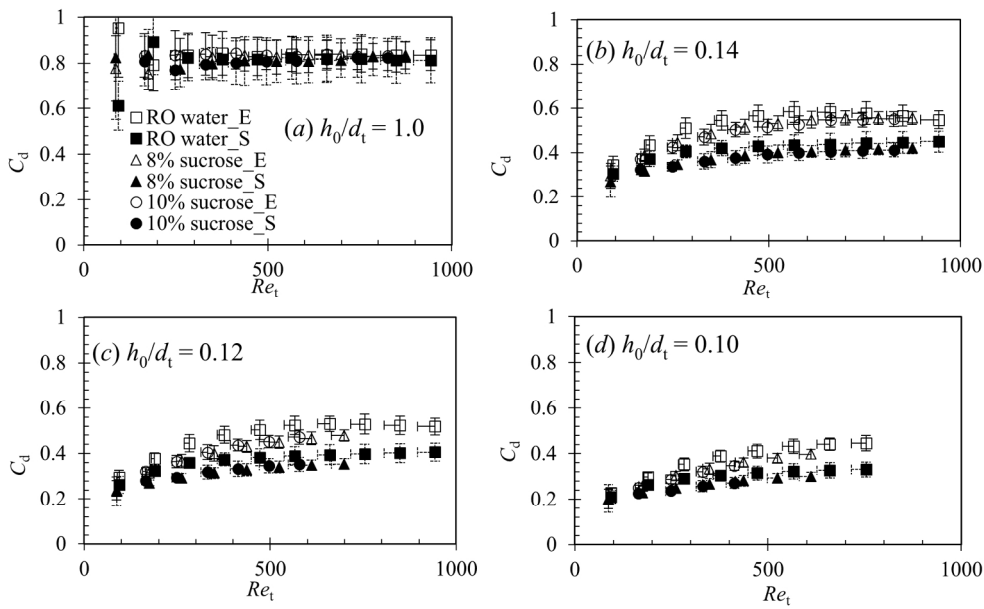 1
0.8
0.6
0.4
0.2
0
C_d
□ RO water_E
■ RO water_S
△ 8% sucrose_E
▲ 8% sucrose_S
○ 10% sucrose_E
● 10% sucrose_S
(a) h_0/d_t = 1.0
0 500 1000
Re_t
1
0.8
0.6
0.4
0.2
0
C_d
(b) h_0/d_t = 0.14
0 500 1000
Re_t
1
0.8
0.6
0.4
0.2
0
C_d
(c) h_0/d_t = 0.12
0 500 1000
Re_t
1
0.8
0.6
0.4
0.2
0
C_d
(d) h_0/d_t = 0.10
0 500 1000
Re_t